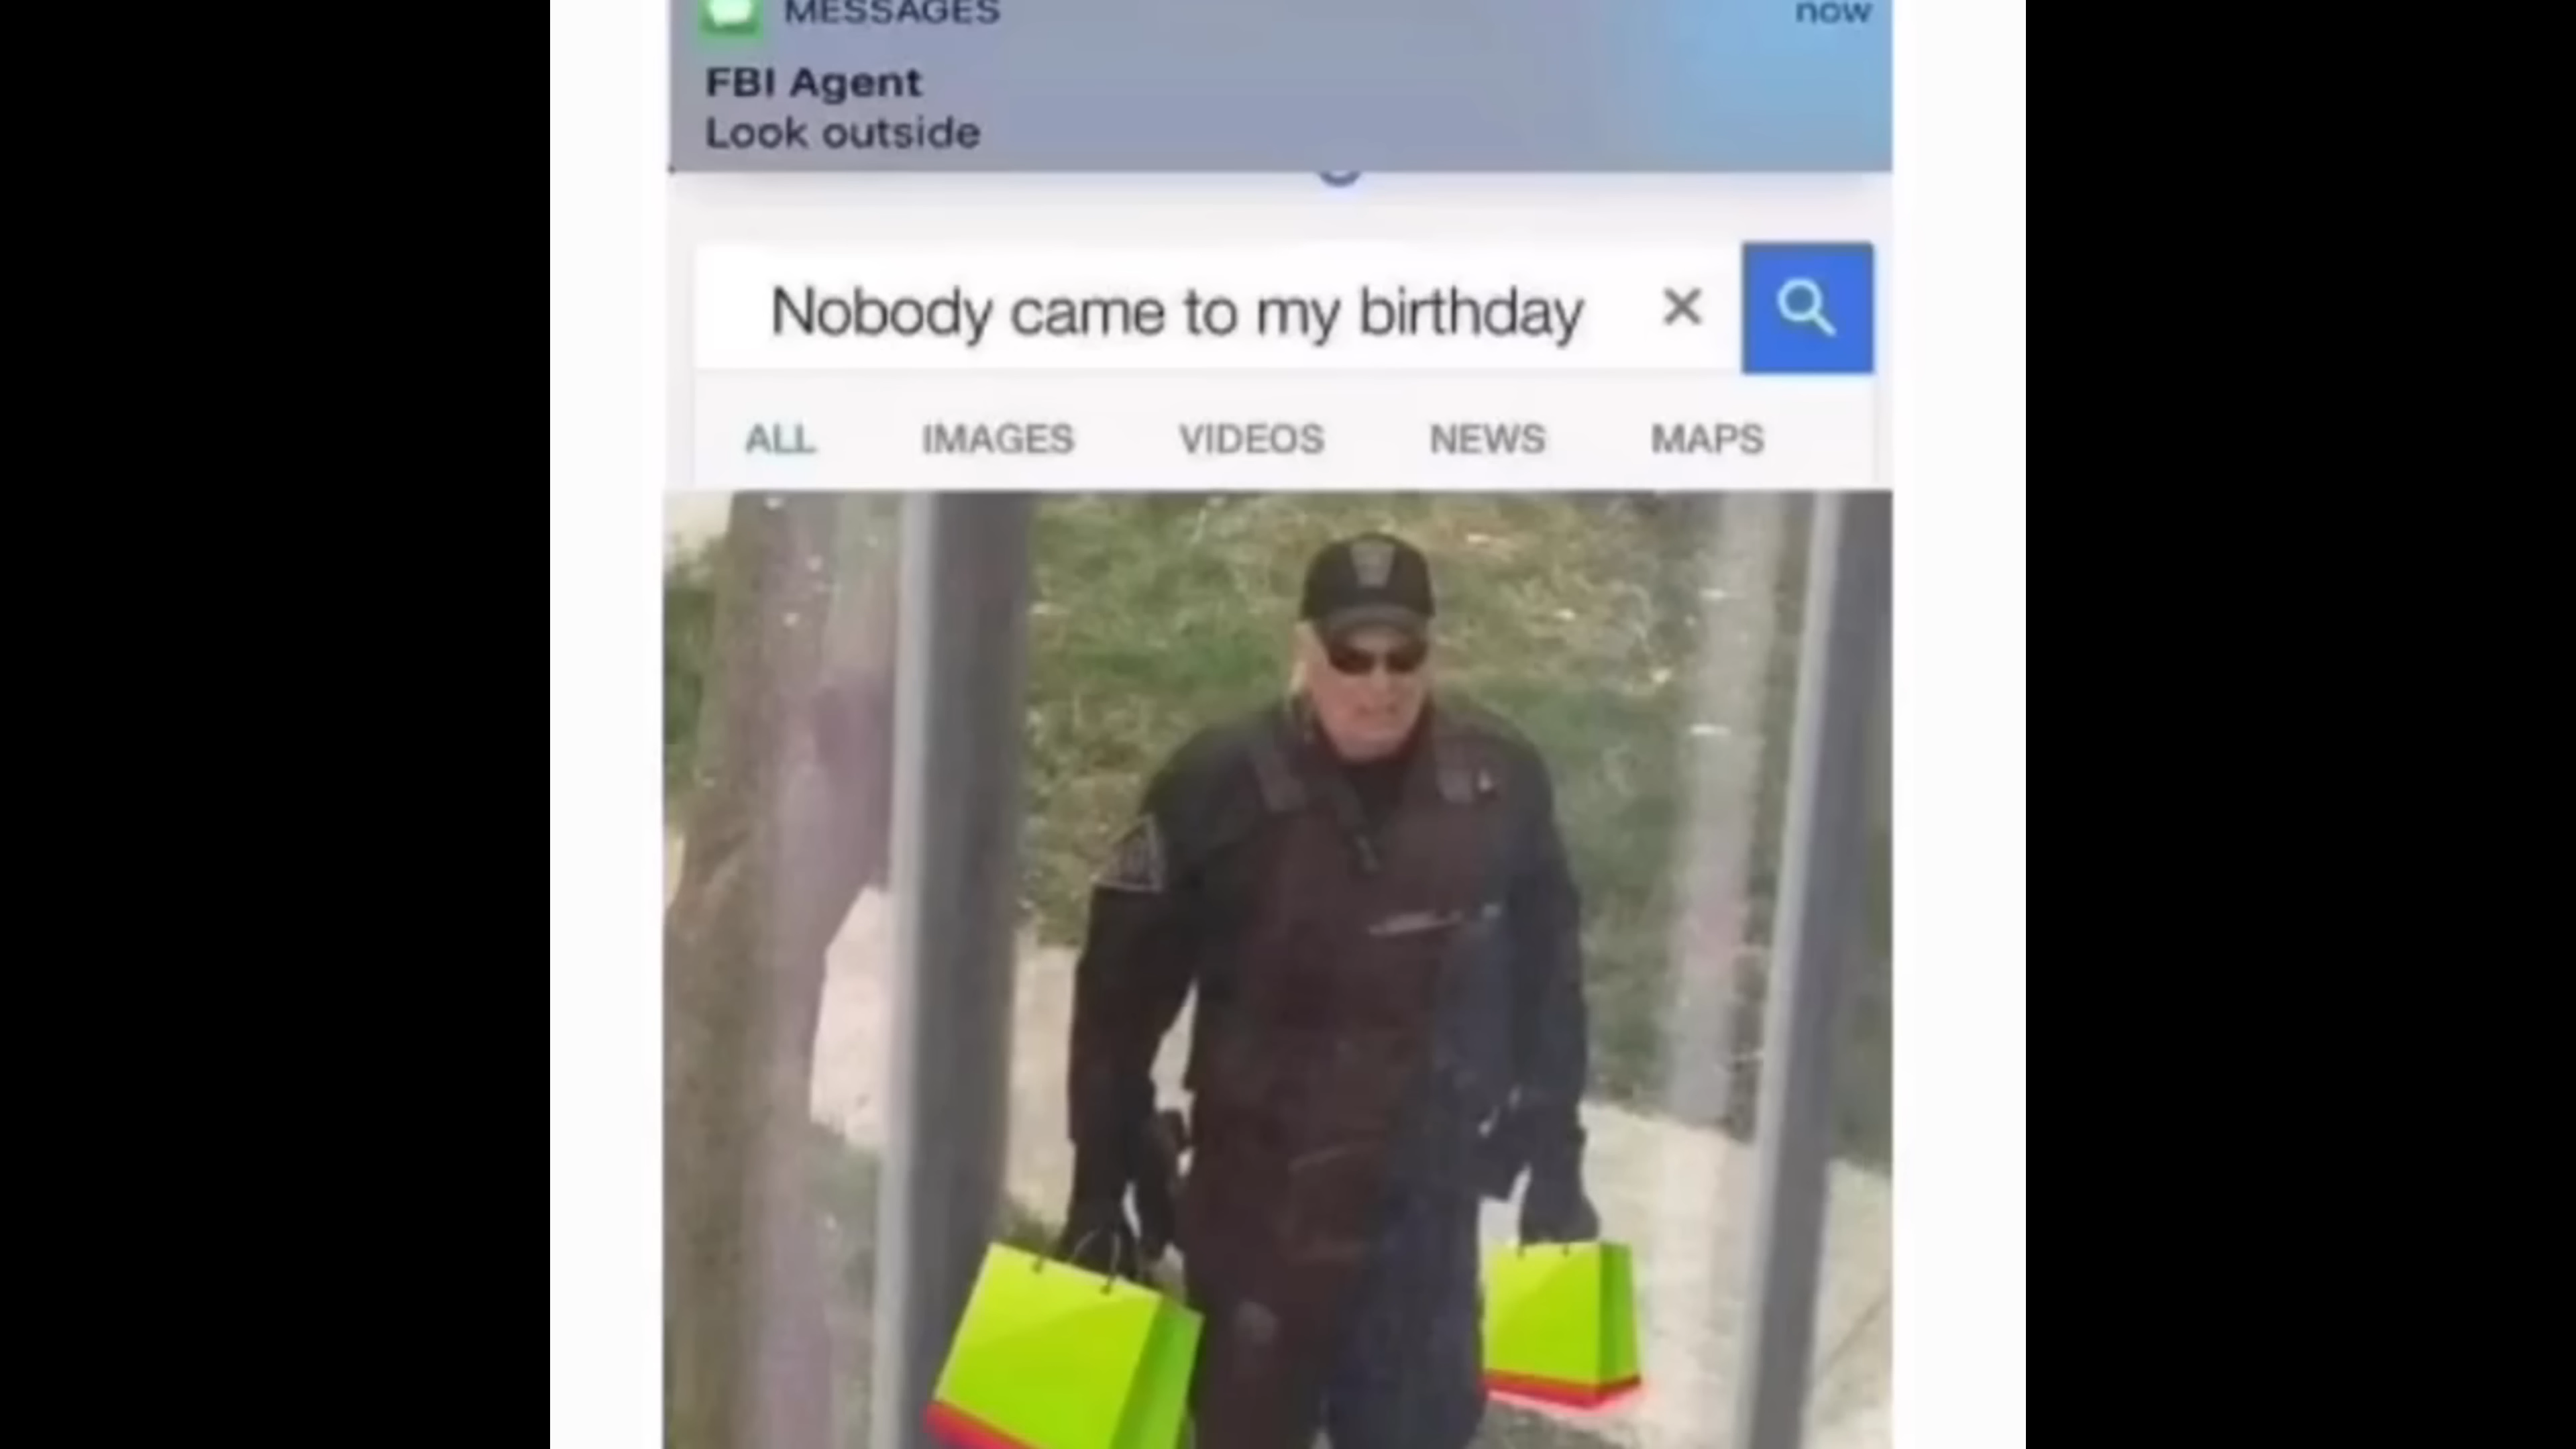 MESSAGES now
FBI Agent
Look outside
Nobody came to my birthday
ALL IMAGES VIDEOS NEWS MAPS